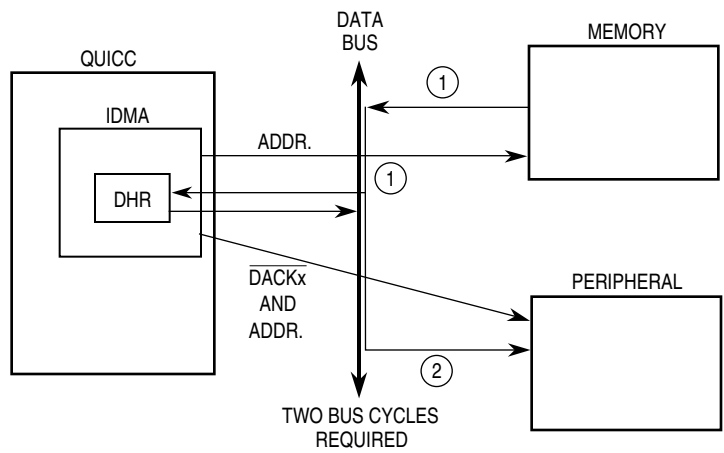 DATA
BUS
MEMORY
QUICC
1
IDMA
ADDR.
1
DHR
DACKx
AND
ADDR.
PERIPHERAL
2
TWO BUS CYCLES
REQUIRED